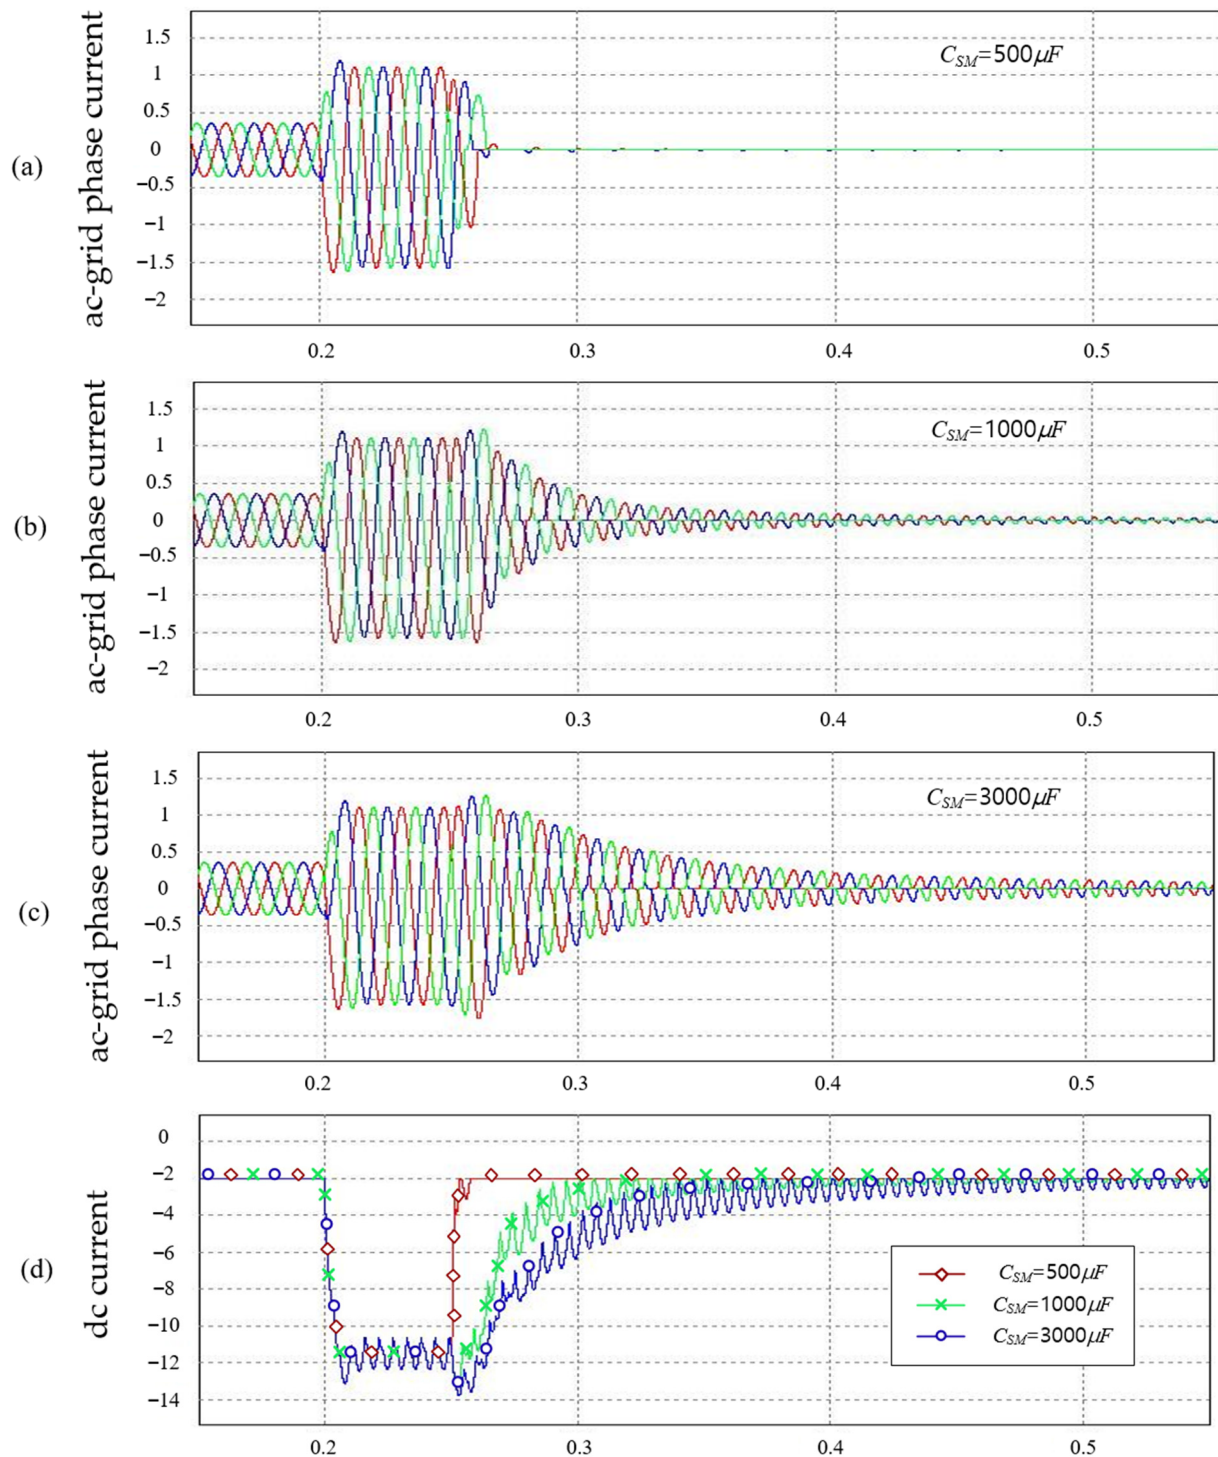 (a)
ac-grid phase current
C_SM=500μF
1.5
1
0.5
0
−0.5
−1
−1.5
−2
0.2 0.3 0.4 0.5
(b)
ac-grid phase current
C_SM=1000μF
1.5
1
0.5
0
−0.5
−1
−1.5
−2
0.2 0.3 0.4 0.5
(c)
ac-grid phase current
C_SM=3000μF
1.5
1
0.5
0
−0.5
−1
−1.5
−2
0.2 0.3 0.4 0.5
(d)
dc current
0
−2
−4
−6
−8
−10
−12
−14
C_SM=500μF
C_SM=1000μF
C_SM=3000μF
0.2 0.3 0.4 0.5